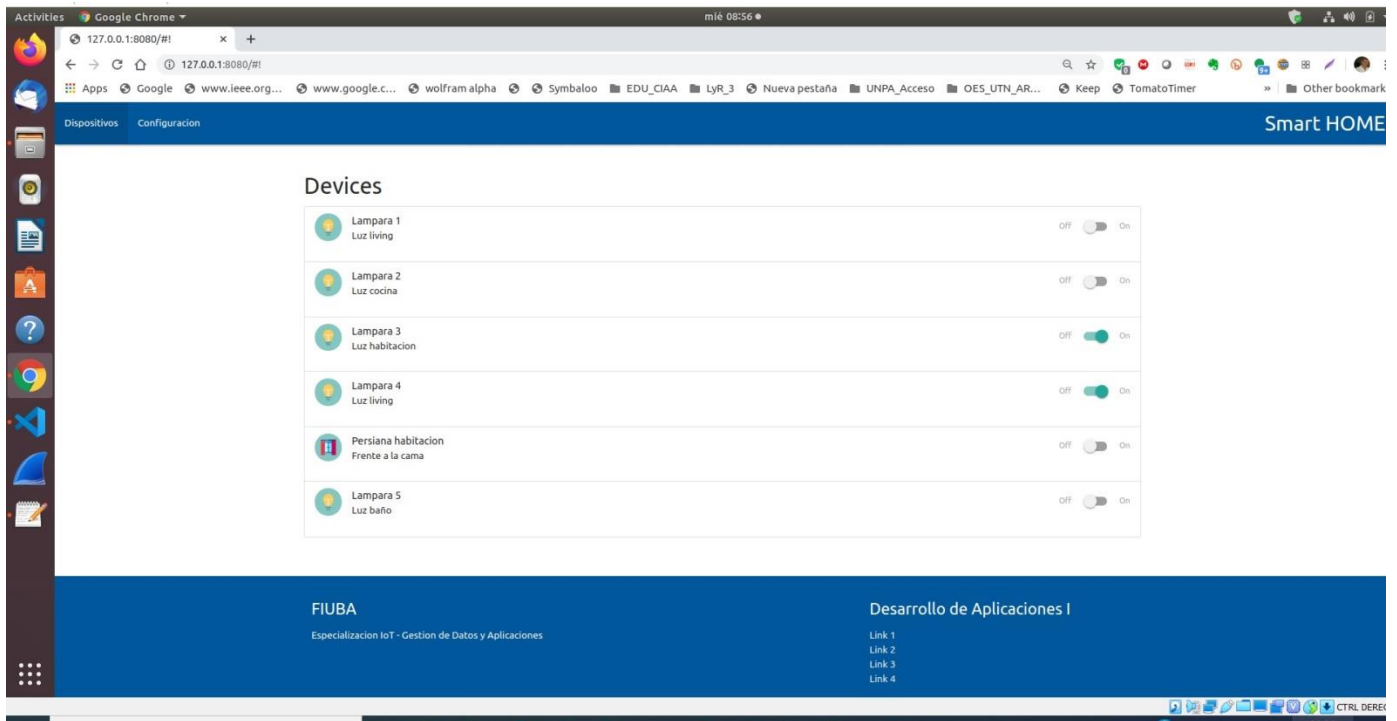 Activities Google Chrome mié 08:56
127.0.0.1:8080/#!
127.0.0.1:8080/#!
Apps Google www.ieee.org... www.google.c... wolfram alpha Symbaloo EDU_CIAA LyR_3 Nueva pestaña UNPA_Acceso OES_UTN_AR... Keep TomatoTimer » Other bookmark
Dispositivos Configuracion Smart HOME
Devices
Lampara 1
Luz living
Off On
Lampara 2
Luz cocina
Off On
Lampara 3
Luz habitacion
Off On
Lampara 4
Luz living
Off On
Persiana habitacion
Frente a la cama
Off On
Lampara 5
Luz baño
Off On
FIUBA
Especializacion IoT - Gestion de Datos y Aplicaciones
Desarrollo de Aplicaciones I
Link 1
Link 2
Link 3
Link 4
CTRL DEREC